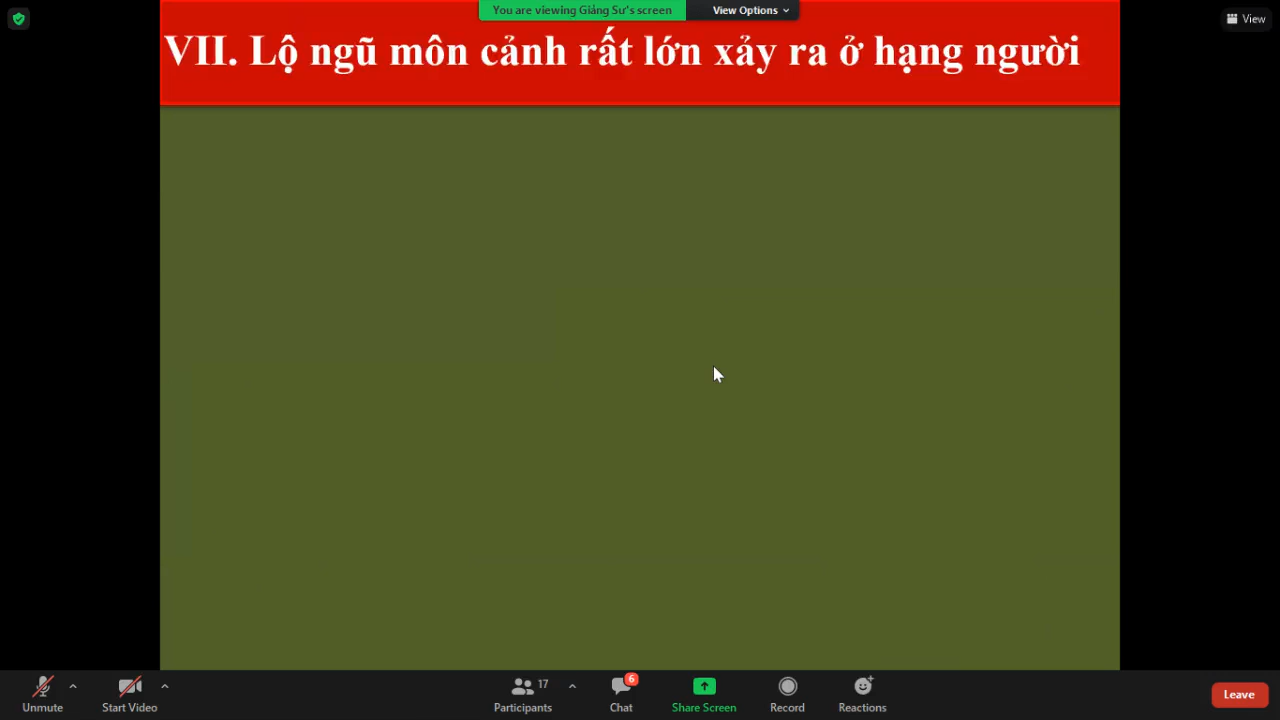 You are viewing Giảng Sư's screen
View Options
View
VII. Lộ ngũ môn cảnh rất lớn xảy ra ở hạng người
Unmute
Start Video
17
Participants
6
Chat
Share Screen
Record
Reactions
Leave